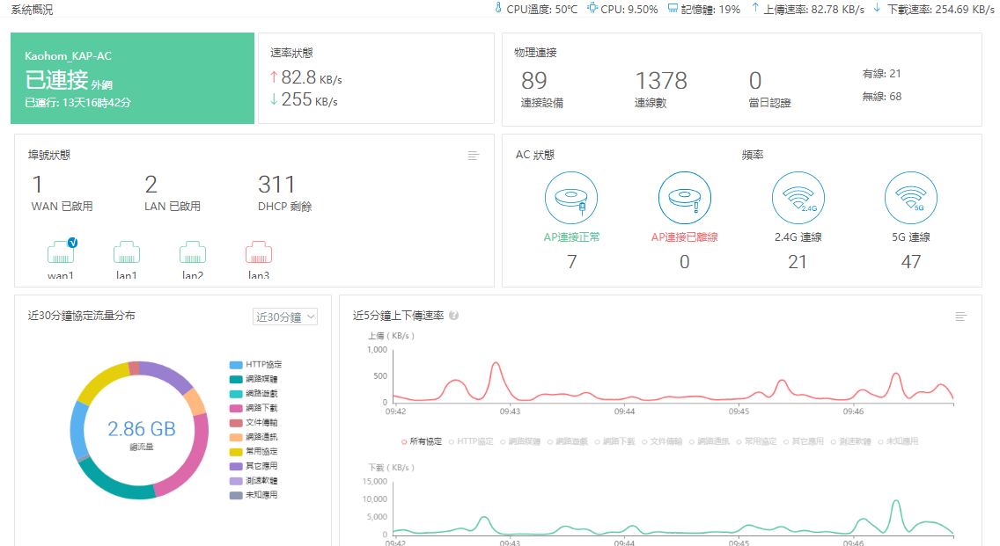 系統概況
CPU溫度: 50℃ CPU: 9.50% 記憶體: 19% 上傳速率: 82.78 KB/s 下載速率: 254.69 KB/s
Kaohom_KAP-AC
已連接 外網
已運行: 13天16時42分
速率狀態
↑82.8 KB/s
↓255 KB/s
物理連接
89
連接設備
1378
連線數
0
當日認證
有線: 21
無線: 68
埠號狀態
1
WAN 已啟用
2
LAN 已啟用
311
DHCP 剩餘
wan1
lan1
lan2
lan3
AC 狀態
頻率
2.4G
5G
AP連接正常
7
AP連接已離線
0
2.4G 連線
21
5G 連線
47
近30分鐘協定流量分布
近30分鐘
2.86 GB
總流量
HTTP協定
網路媒體
網路遊戲
網路下載
文件傳輸
網路通訊
常用協定
其它應用
測速軟體
未知應用
近5分鐘上下傳速率 ?
上傳 ( KB/s )
1,000
500
0
09:42 09:43 09:44 09:45 09:46
所有協定 HTTP協定 網路媒體 網路遊戲 網路下載 文件傳輸 網路通訊 常用協定 其它應用 測速軟體 未知應用
下載 ( KB/s )
15,000
10,000
5,000
0
09:42 09:43 09:44 09:45 09:46